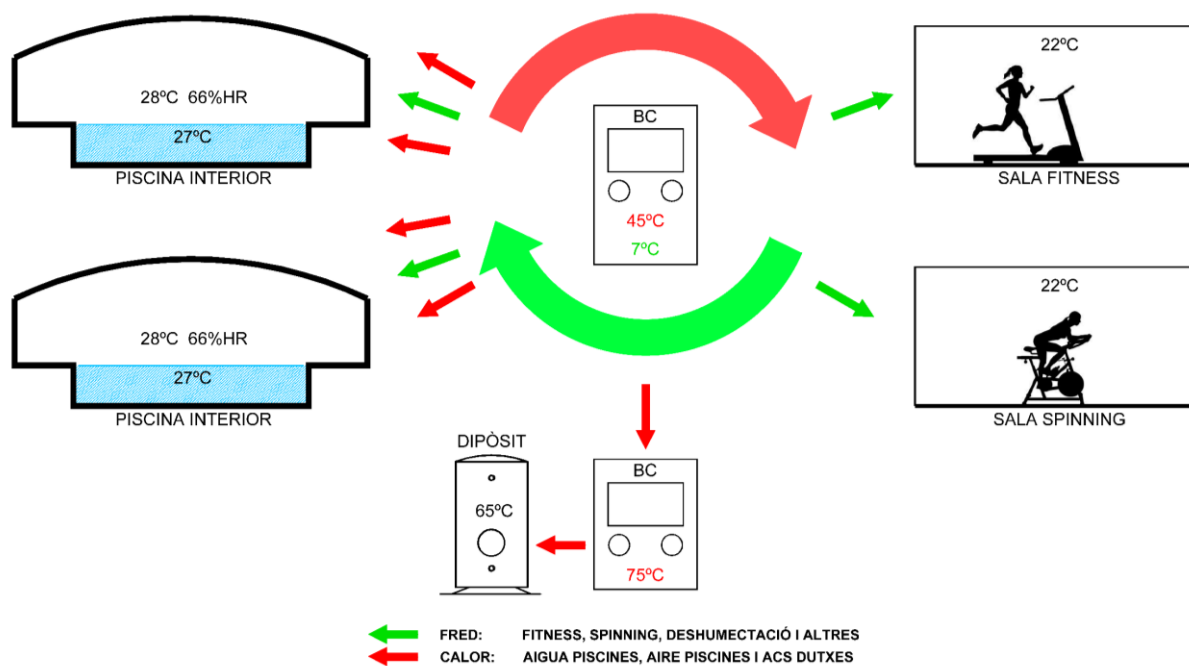 28ºC 66%HR
27ºC
PISCINA INTERIOR
BC
45ºC
7ºC
22ºC
SALA FITNESS
28ºC 66%HR
27ºC
PISCINA INTERIOR
22ºC
SALA SPINNING
DIPÒSIT
65ºC
BC
75ºC
FRED: FITNESS, SPINNING, DESHUMECTACIÓ I ALTRES
CALOR: AIGUA PISCINES, AIRE PISCINES I ACS DUTXES